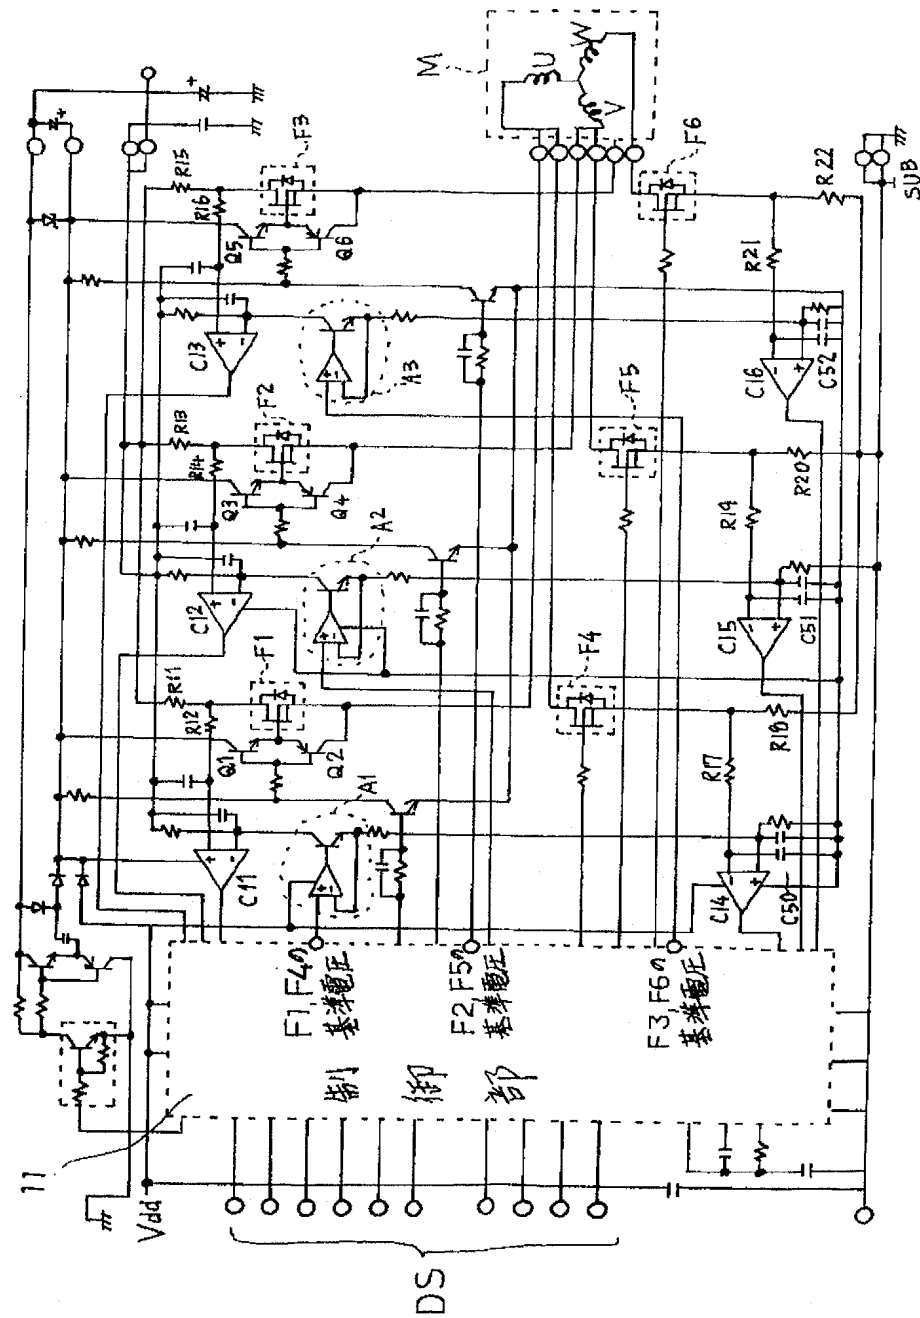 11
Vdd
DS
制御部
F1,F4の
基準電圧
F2,F5の
基準電圧
F3,F6の
基準電圧
C11
R12
R11
Q1
Q2
F1
A1
C12
R14
R13
Q3
Q4
F2
A2
C13
R16
R15
Q5
Q6
F3
A3
M
U
V
W
F4
F5
F6
R17
R18
C14
C50
R19
R20
C15
C51
R21
R22
C16
C52
SUB